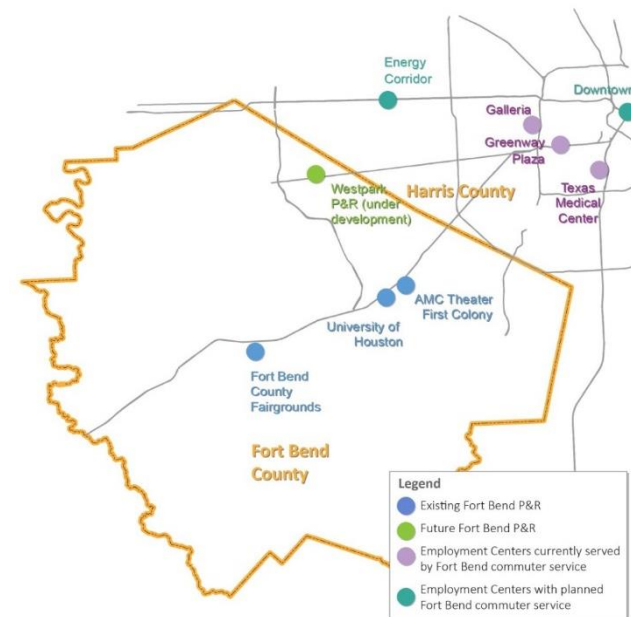 Energy
Corridor
Downtown
Galleria
Greenway
Plaza
Texas
Medical
Center
Harris County
Westpark
P&R (under
development)
AMC Theater
First Colony
University of
Houston
Fort Bend
County
Fairgrounds
Fort Bend
County
Legend
Existing Fort Bend P&R
Future Fort Bend P&R
Employment Centers currently served
by Fort Bend commuter service
Employment Centers with planned
Fort Bend commuter service